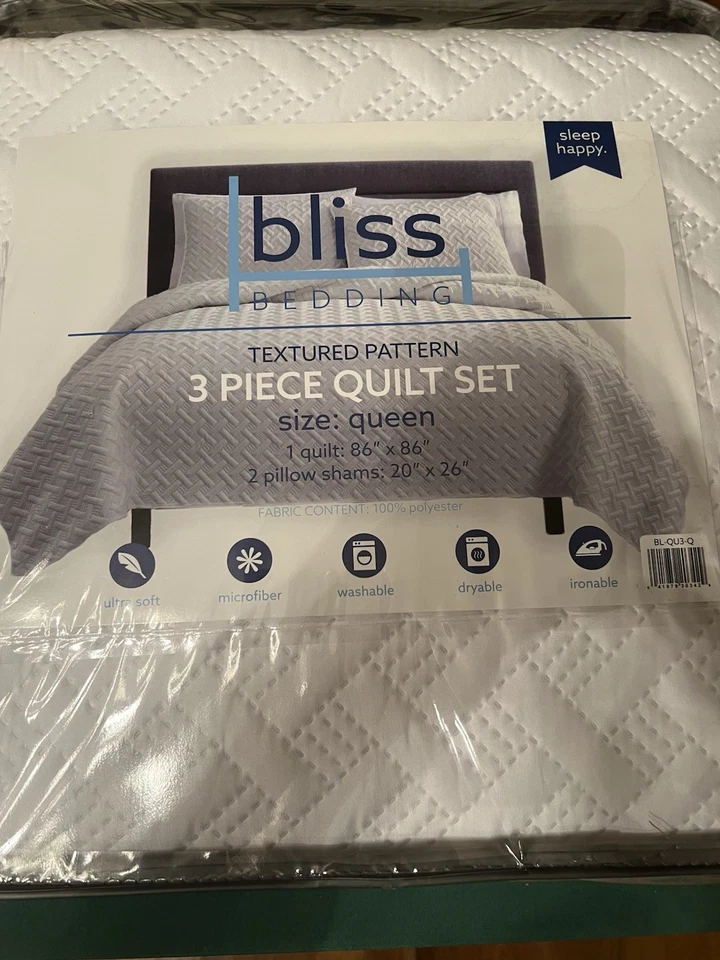 sleep
happy.
bliss
BEDDING
TEXTURED PATTERN
3 PIECE QUILT SET
size: queen
1 quilt: 86” x 86”
2 pillow shams: 20” x 26”
FABRIC CONTENT: 100% polyester
ultra soft
microfiber
washable
dryable
ironable
BL-QU3-Q